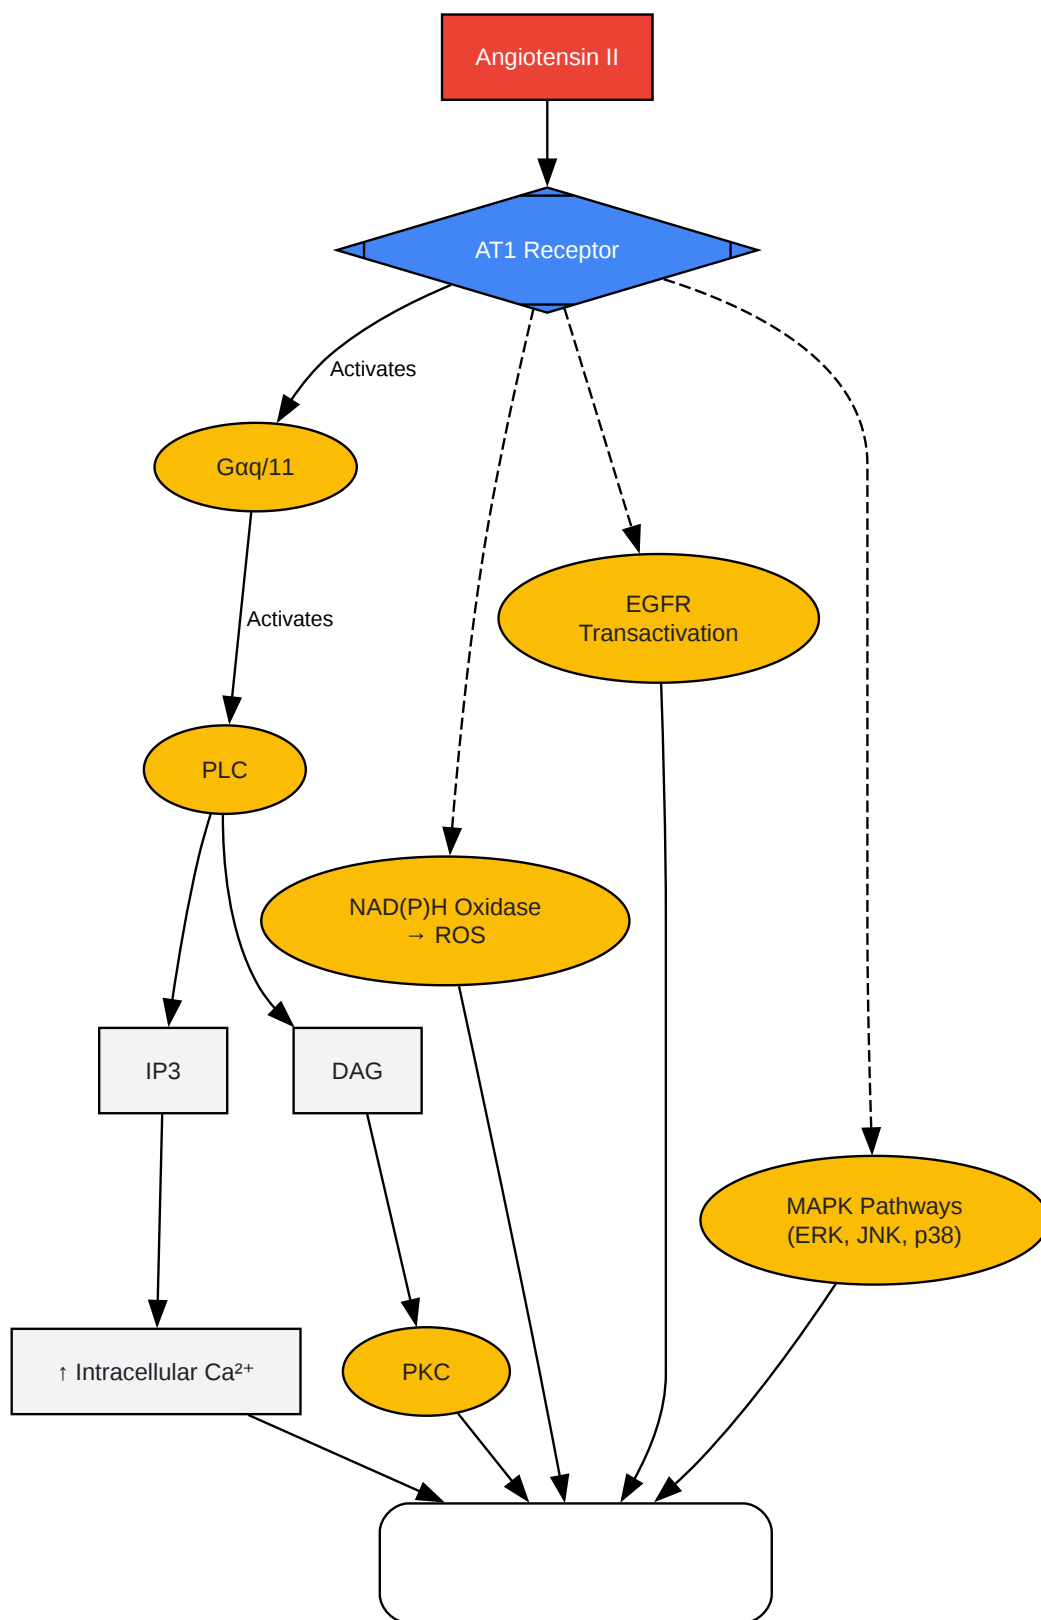 Angiotensin II
AT1 Receptor
Activates
Gαq/11
Activates
EGFR
Transactivation
PLC
NAD(P)H Oxidase
→ ROS
IP3
DAG
MAPK Pathways
(ERK, JNK, p38)
↑ Intracellular Ca²⁺
PKC